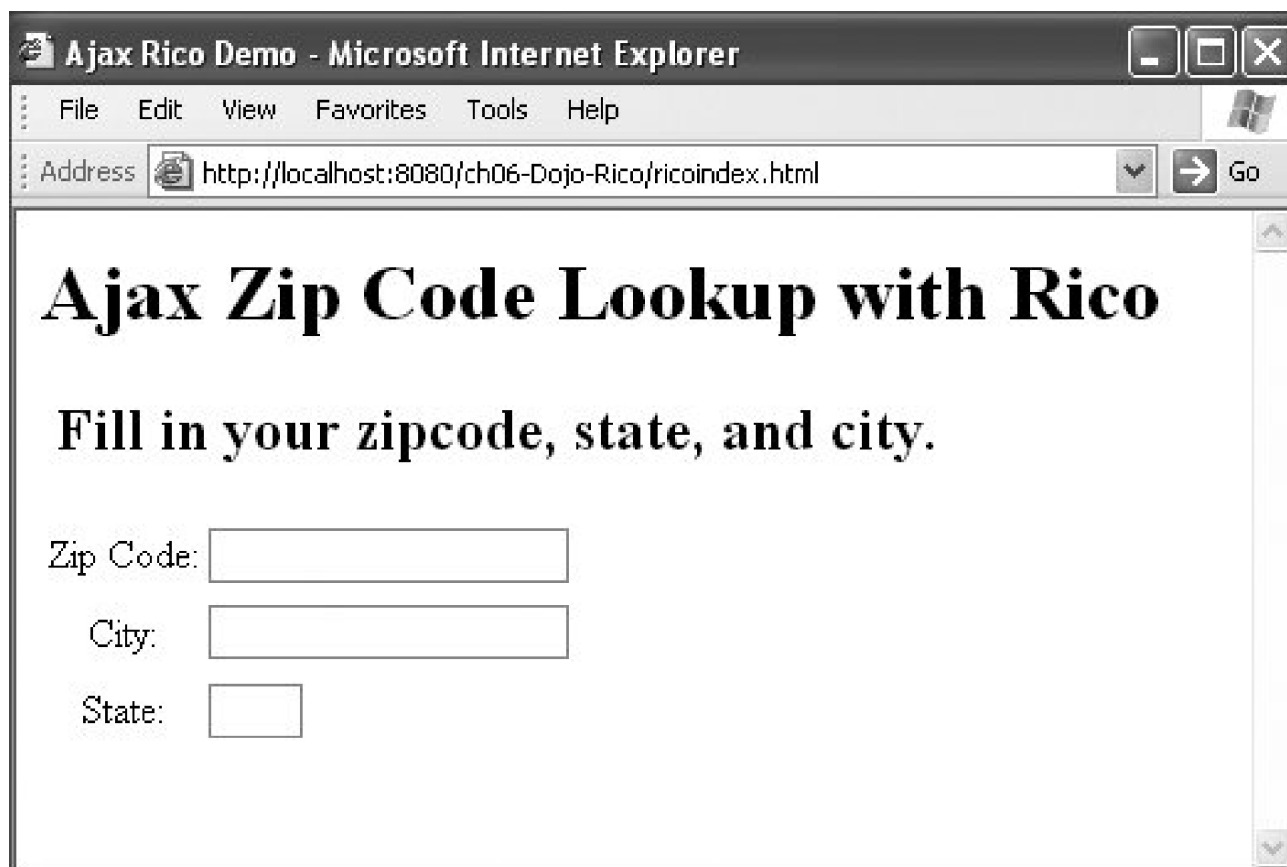 Ajax Rico Demo - Microsoft Internet Explorer
File Edit View Favorites Tools Help
Address http://localhost:8080/ch06-Dojo-Rico/ricoindex.html Go
Ajax Zip Code Lookup with Rico
Fill in your zipcode, state, and city.
Zip Code:
City:
State: